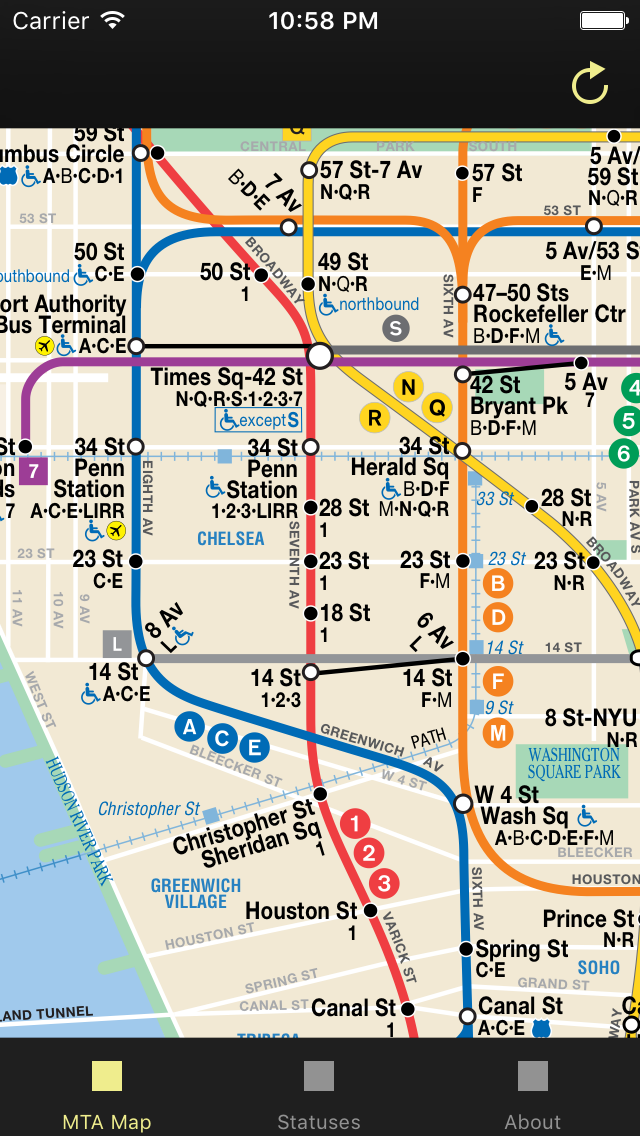 Carrier
10:58 PM
59 St
umbus Circle
A·B·C·D·1
CENTRAL PARK SOUTH
Q
57 St-7 Av
N·Q·R
7 Av
B·D·E
57 St
F
5 Av/
59 St
N·Q·R
53 ST
53 ST
5 Av/53 S
E·M
50 St
outhbound
C·E
50 St
1
BROADWAY
49 St
N·Q·R
northbound
SIXTH AV
47–50 Sts
Rockefeller Ctr
B·D·F·M
S
ort Authority
Bus Terminal
A·C·E
Times Sq-42 St
N·Q·R·S·1·2·3·7
except S
N
Q
R
42 St
Bryant Pk
B·D·F·M
5 Av
7
4
5
6
7
34 St
Penn
Station
A·C·E·LIRR
34 St
Penn
Station
1·2·3·LIRR
34 St
Herald Sq
B·D·F
M·N·Q·R
33 St
28 St
N·R
5 AV
PARK AV S
EIGHTH AV
CHELSEA
SEVENTH AV
28 St
1
23 ST
23 St
C·E
23 St
1
23 St
F·M
23 St
23 St
N·R
BROADWAY
11 AV
10 AV
9 AV
18 St
1
B
D
L
8 Av
L
6 Av
L
14 St
14 ST
14 St
A·C·E
14 St
1·2·3
14 St
F·M
F
M
9 St
8 St-NYU
N·R
WEST ST
A
C
E
GREENWICH AV
PATH
BLEECKER ST
W 4 ST
WASHINGTON
SQUARE PARK
HUDSON RIVER PARK
Christopher St
Christopher St
Sheridan Sq
1
W 4 St
Wash Sq
A·B·C·D·E·F·M
BLEECKER
1
2
3
GREENWICH
VILLAGE
HOUSTON
SIXTH AV
Houston St
1
VARICK ST
Prince St
N·R
HOUSTON ST
Spring St
C·E
SOHO
SPRING ST
GRAND ST
CANAL ST
LAND TUNNEL
Canal St
1
Canal St
A·C·E
MTA Map
Statuses
About